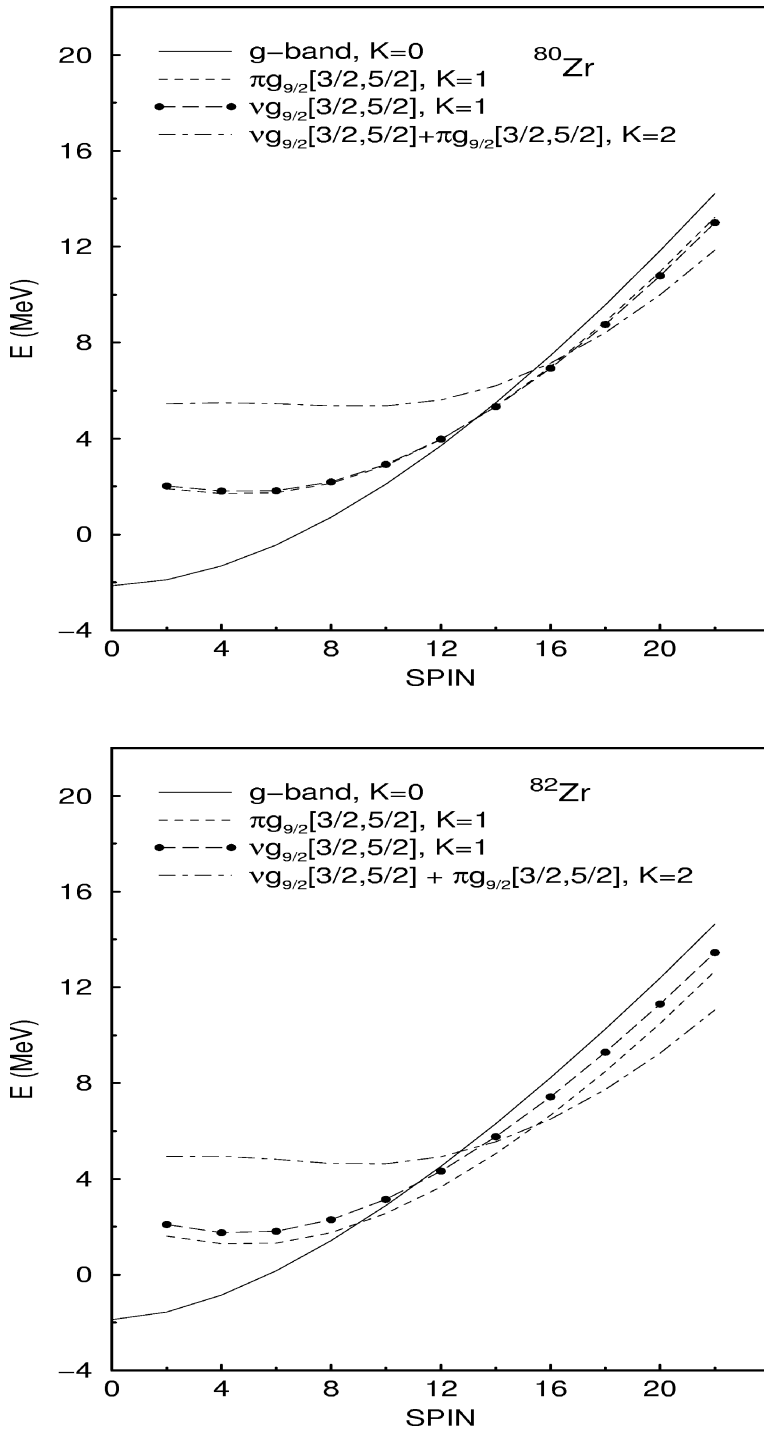 g−band, K=0
πg9/2[3/2,5/2], K=1
νg9/2[3/2,5/2], K=1
νg9/2[3/2,5/2]+πg9/2[3/2,5/2], K=2
80Zr
E (MeV)
20
16
12
8
4
0
−4
0 4 8 12 16 20
SPIN
g−band, K=0
πg9/2[3/2,5/2], K=1
νg9/2[3/2,5/2], K=1
νg9/2[3/2,5/2] + πg9/2[3/2,5/2], K=2
82Zr
E (MeV)
20
16
12
8
4
0
−4
0 4 8 12 16 20
SPIN